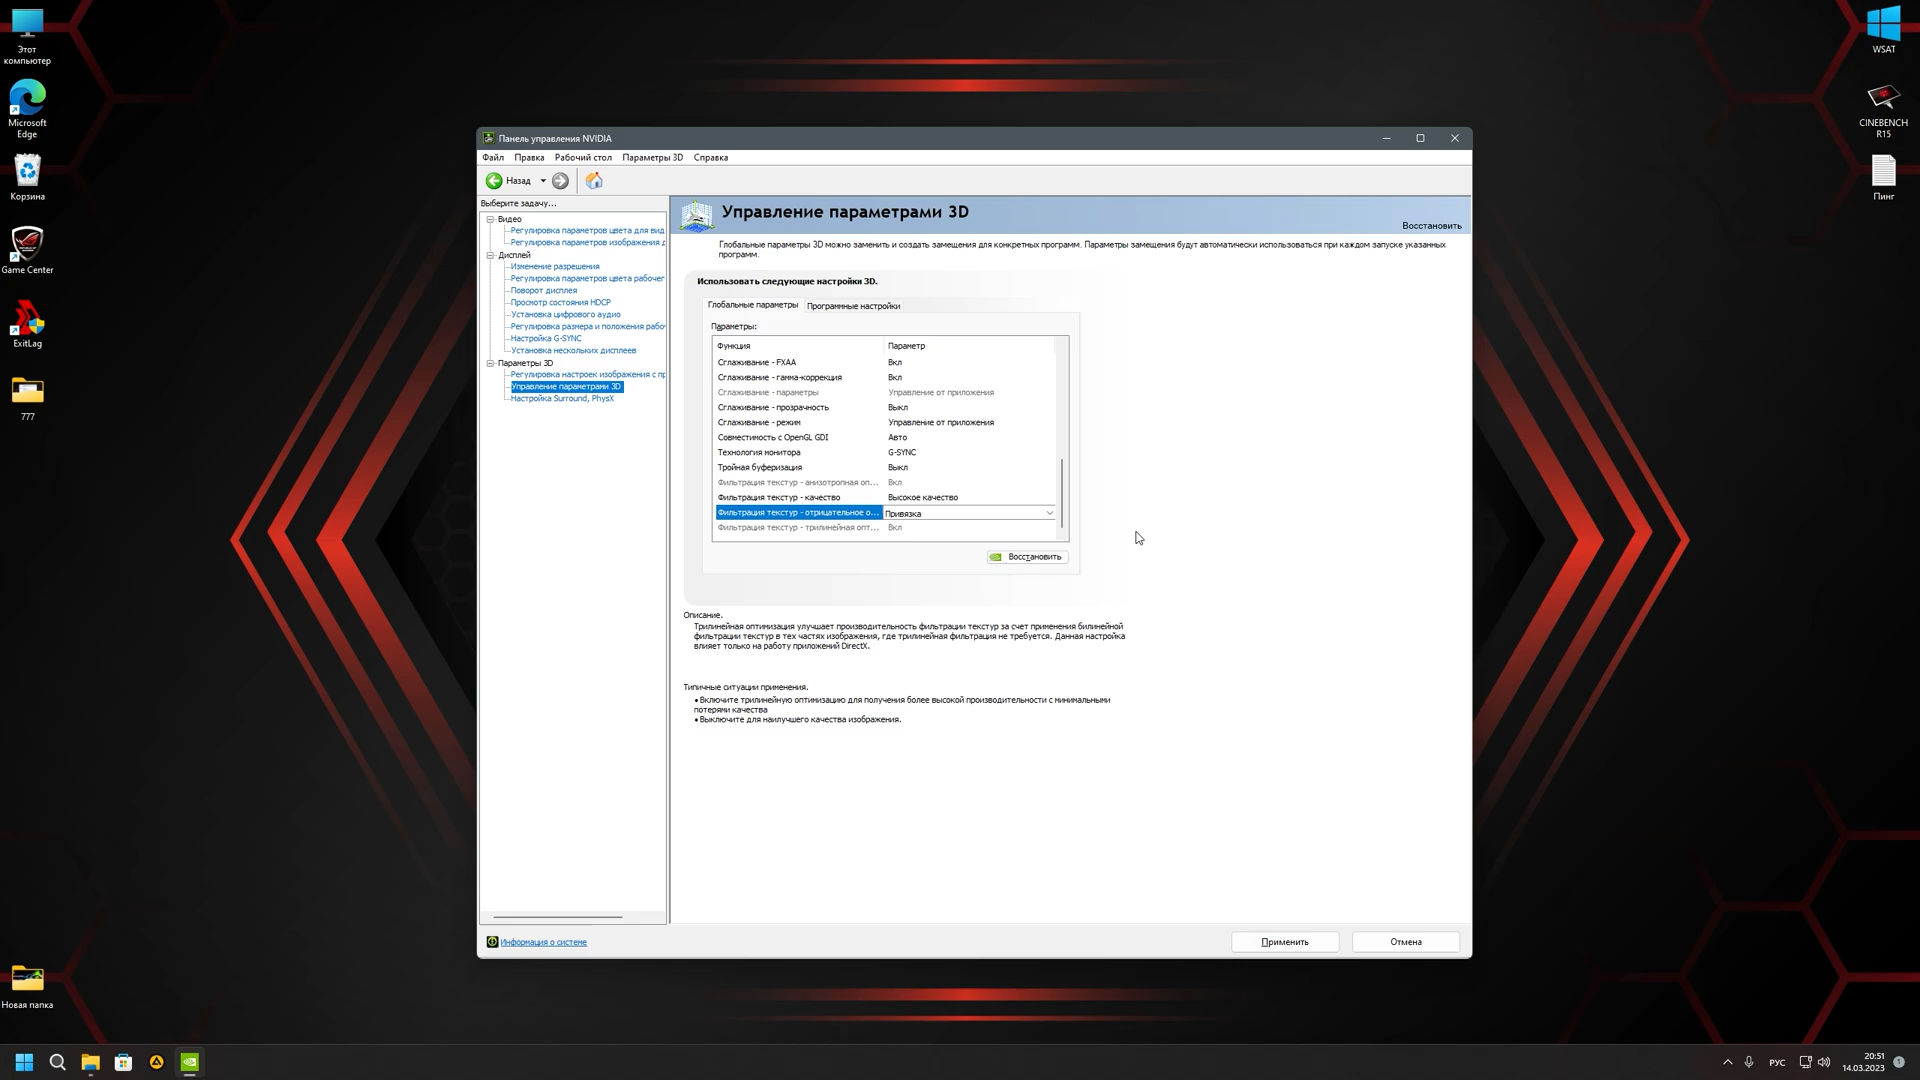 Этот
компьютер
Microsoft
Edge
Корзина
Game Center
ExitLag
777
Новая папка
WSAT
CINEBENCH
R15
Пинг
Панель управления NVIDIA
Файл Правка Рабочий стол Параметры 3D Справка
Назад
Выберите задачу...
Видео
Регулировка параметров цвета для вид
Регулировка параметров изображения д
Дисплей
Изменение разрешения
Регулировка параметров цвета рабочег
Поворот дисплея
Просмотр состояния HDCP
Установка цифрового аудио
Регулировка размера и положения рабо
Настройка G-SYNC
Установка нескольких дисплеев
Параметры 3D
Регулировка настроек изображения с пр
Управление параметрами 3D
Настройка Surround, PhysX
Информация о системе
Управление параметрами 3D
Восстановить
Глобальные параметры 3D можно заменить и создать замещения для конкретных программ. Параметры замещения будут автоматически использоваться при каждом запуске указанных
программ.
Использовать следующие настройки 3D.
Глобальные параметры Программные настройки
Параметры:
Функция Параметр
Сглаживание - FXAA Вкл
Сглаживание - гамма-коррекция Вкл
Сглаживание - параметры Управление от приложения
Сглаживание - прозрачность Выкл
Сглаживание - режим Управление от приложения
Совместимость с OpenGL GDI Авто
Технология монитора G-SYNC
Тройная буферизация Выкл
Фильтрация текстур - анизотропная оп... Вкл
Фильтрация текстур - качество Высокое качество
Фильтрация текстур - отрицательное о... Привязка
Фильтрация текстур - трилинейная опт... Вкл
Восстановить
Описание.
Трилинейная оптимизация улучшает производительность фильтрации текстур за счет применения билинейной
фильтрации текстур в тех частях изображения, где трилинейная фильтрация не требуется. Данная настройка
влияет только на работу приложений DirectX.
Типичные ситуации применения.
• Включите трилинейную оптимизацию для получения более высокой производительности с минимальными
потерями качества
• Выключите для наилучшего качества изображения.
Применить Отмена
РУС
20:51
14.03.2023
1